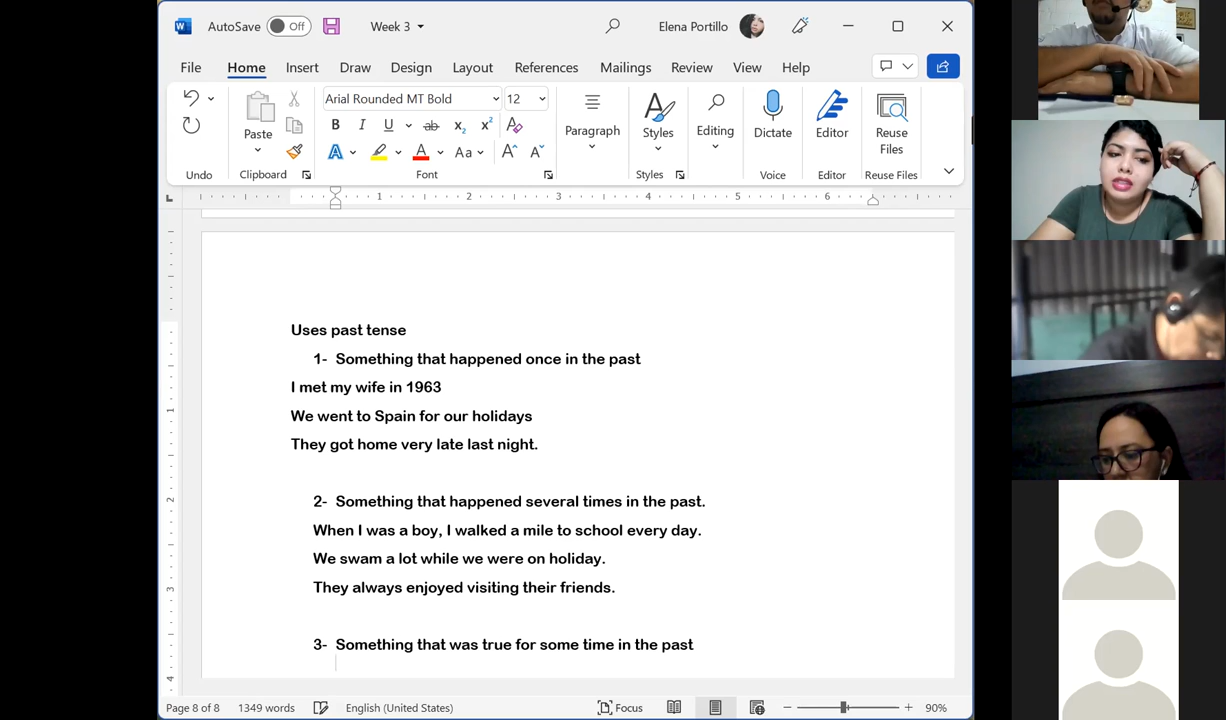 AutoSave Off Week 3 Elena Portillo
File Home Insert Draw Design Layout References Mailings Review View Help
Arial Rounded MT Bold 12
Paste Paragraph Styles Editing Dictate Editor Reuse Files
Undo Clipboard Font Styles Voice Editor Reuse Files
1 2 3 4 5 6
Uses past tense
1- Something that happened once in the past
I met my wife in 1963
We went to Spain for our holidays
They got home very late last night.
2- Something that happened several times in the past.
When I was a boy, I walked a mile to school every day.
We swam a lot while we were on holiday.
They always enjoyed visiting their friends.
3- Something that was true for some time in the past
Page 8 of 8 1349 words English (United States) Focus 90%